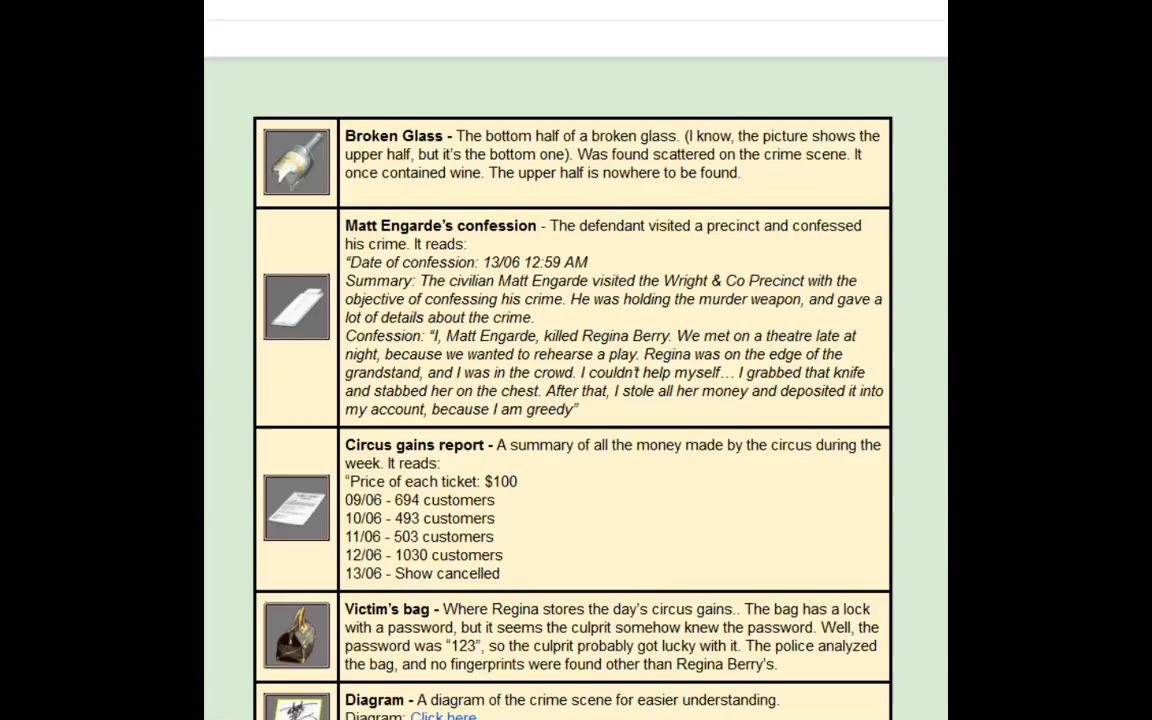 Broken Glass - The bottom half of a broken glass. (I know, the picture shows the
upper half, but it's the bottom one). Was found scattered on the crime scene. It
once contained wine. The upper half is nowhere to be found.
Matt Engarde's confession - The defendant visited a precinct and confessed
his crime. It reads:
"Date of confession: 13/06 12:59 AM
Summary: The civilian Matt Engarde visited the Wright & Co Precinct with the
objective of confessing his crime. He was holding the murder weapon, and gave a
lot of details about the crime.
Confession: "I, Matt Engarde, killed Regina Berry. We met on a theatre late at
night, because we wanted to rehearse a play. Regina was on the edge of the
grandstand, and I was in the crowd. I couldn't help myself… I grabbed that knife
and stabbed her on the chest. After that, I stole all her money and deposited it into
my account, because I am greedy"
Circus gains report - A summary of all the money made by the circus during the
week. It reads:
"Price of each ticket: $100
09/06 - 694 customers
10/06 - 493 customers
11/06 - 503 customers
12/06 - 1030 customers
13/06 - Show cancelled
Victim's bag - Where Regina stores the day's circus gains.. The bag has a lock
with a password, but it seems the culprit somehow knew the password. Well, the
password was "123", so the culprit probably got lucky with it. The police analyzed
the bag, and no fingerprints were found other than Regina Berry's.
Diagram - A diagram of the crime scene for easier understanding.
Diagram: Click here